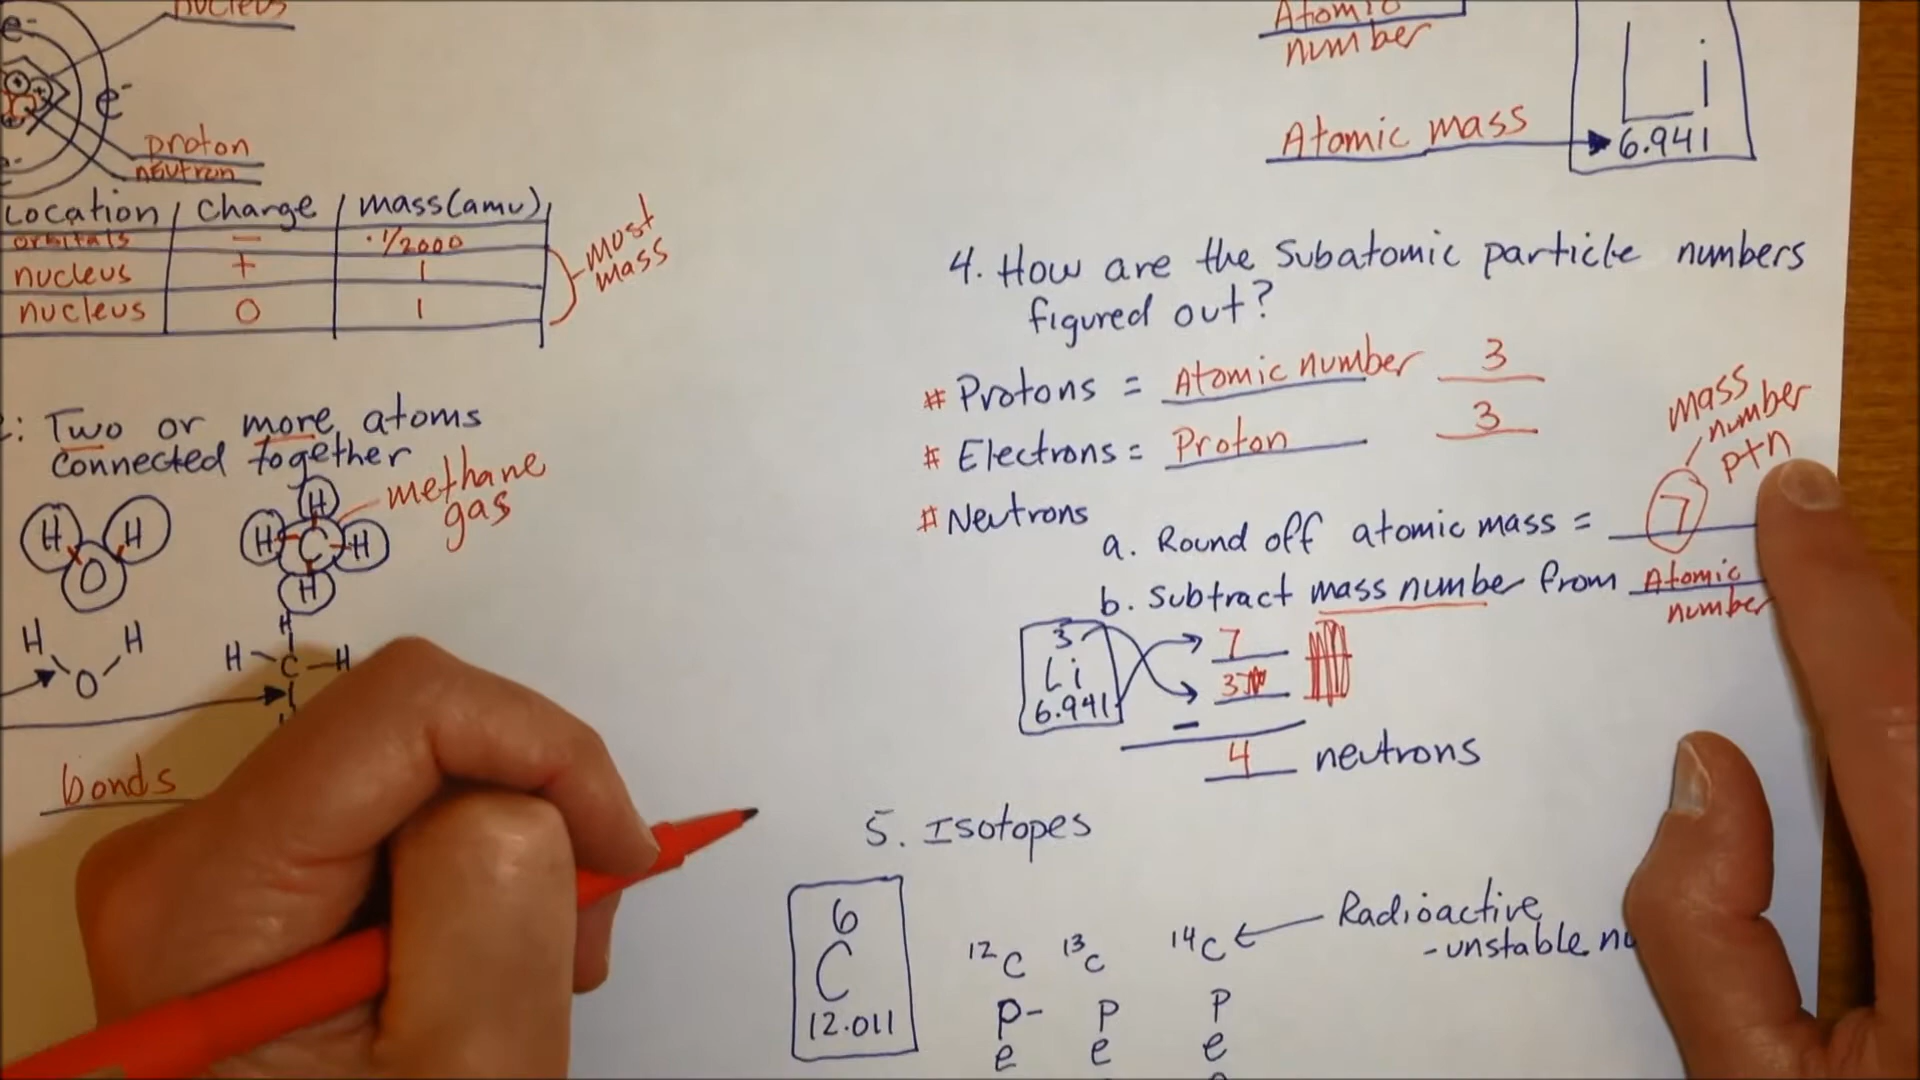 nucleus
e-
e-
proton
neutron
Location Charge mass(amu)
orbitals - 1/2000
nucleus + 1
nucleus 0 1
most
mass
: Two or more atoms
connected together
methane
gas
H H O
H H C H H
H H O
H H C H
bonds
Atomic
number
Atomic mass
Li
6.941
4. How are the Subatomic particle numbers
figured out?
# Protons = Atomic number 3
# Electrons = Proton 3
# Neutrons
mass
number
p+n
a. Round off atomic mass = 7
b. Subtract mass number from Atomic
number
3
Li
6.941
7
3
-
4 neutrons
5. Isotopes
6
C
12.011
12C 13C 14C
Radioactive
- unstable
p- p p
e e e